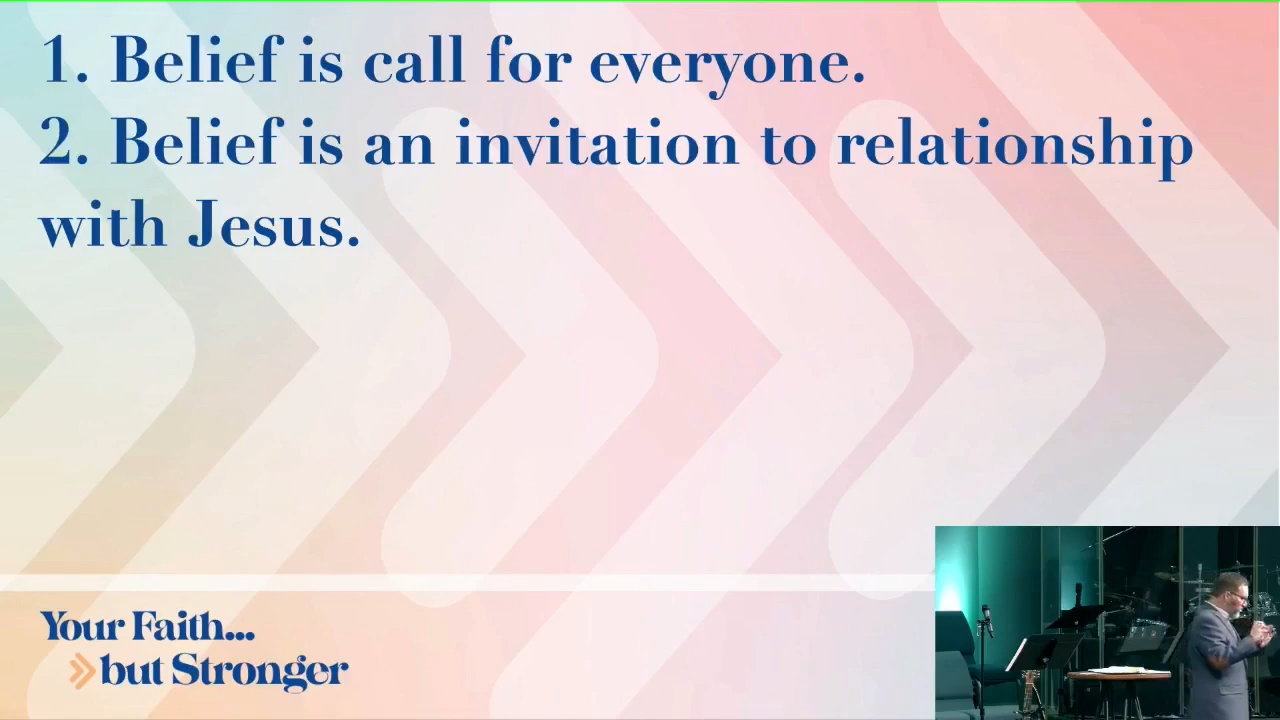 1. Belief is call for everyone.
2. Belief is an invitation to relationship
with Jesus.
Your Faith...
but Stronger